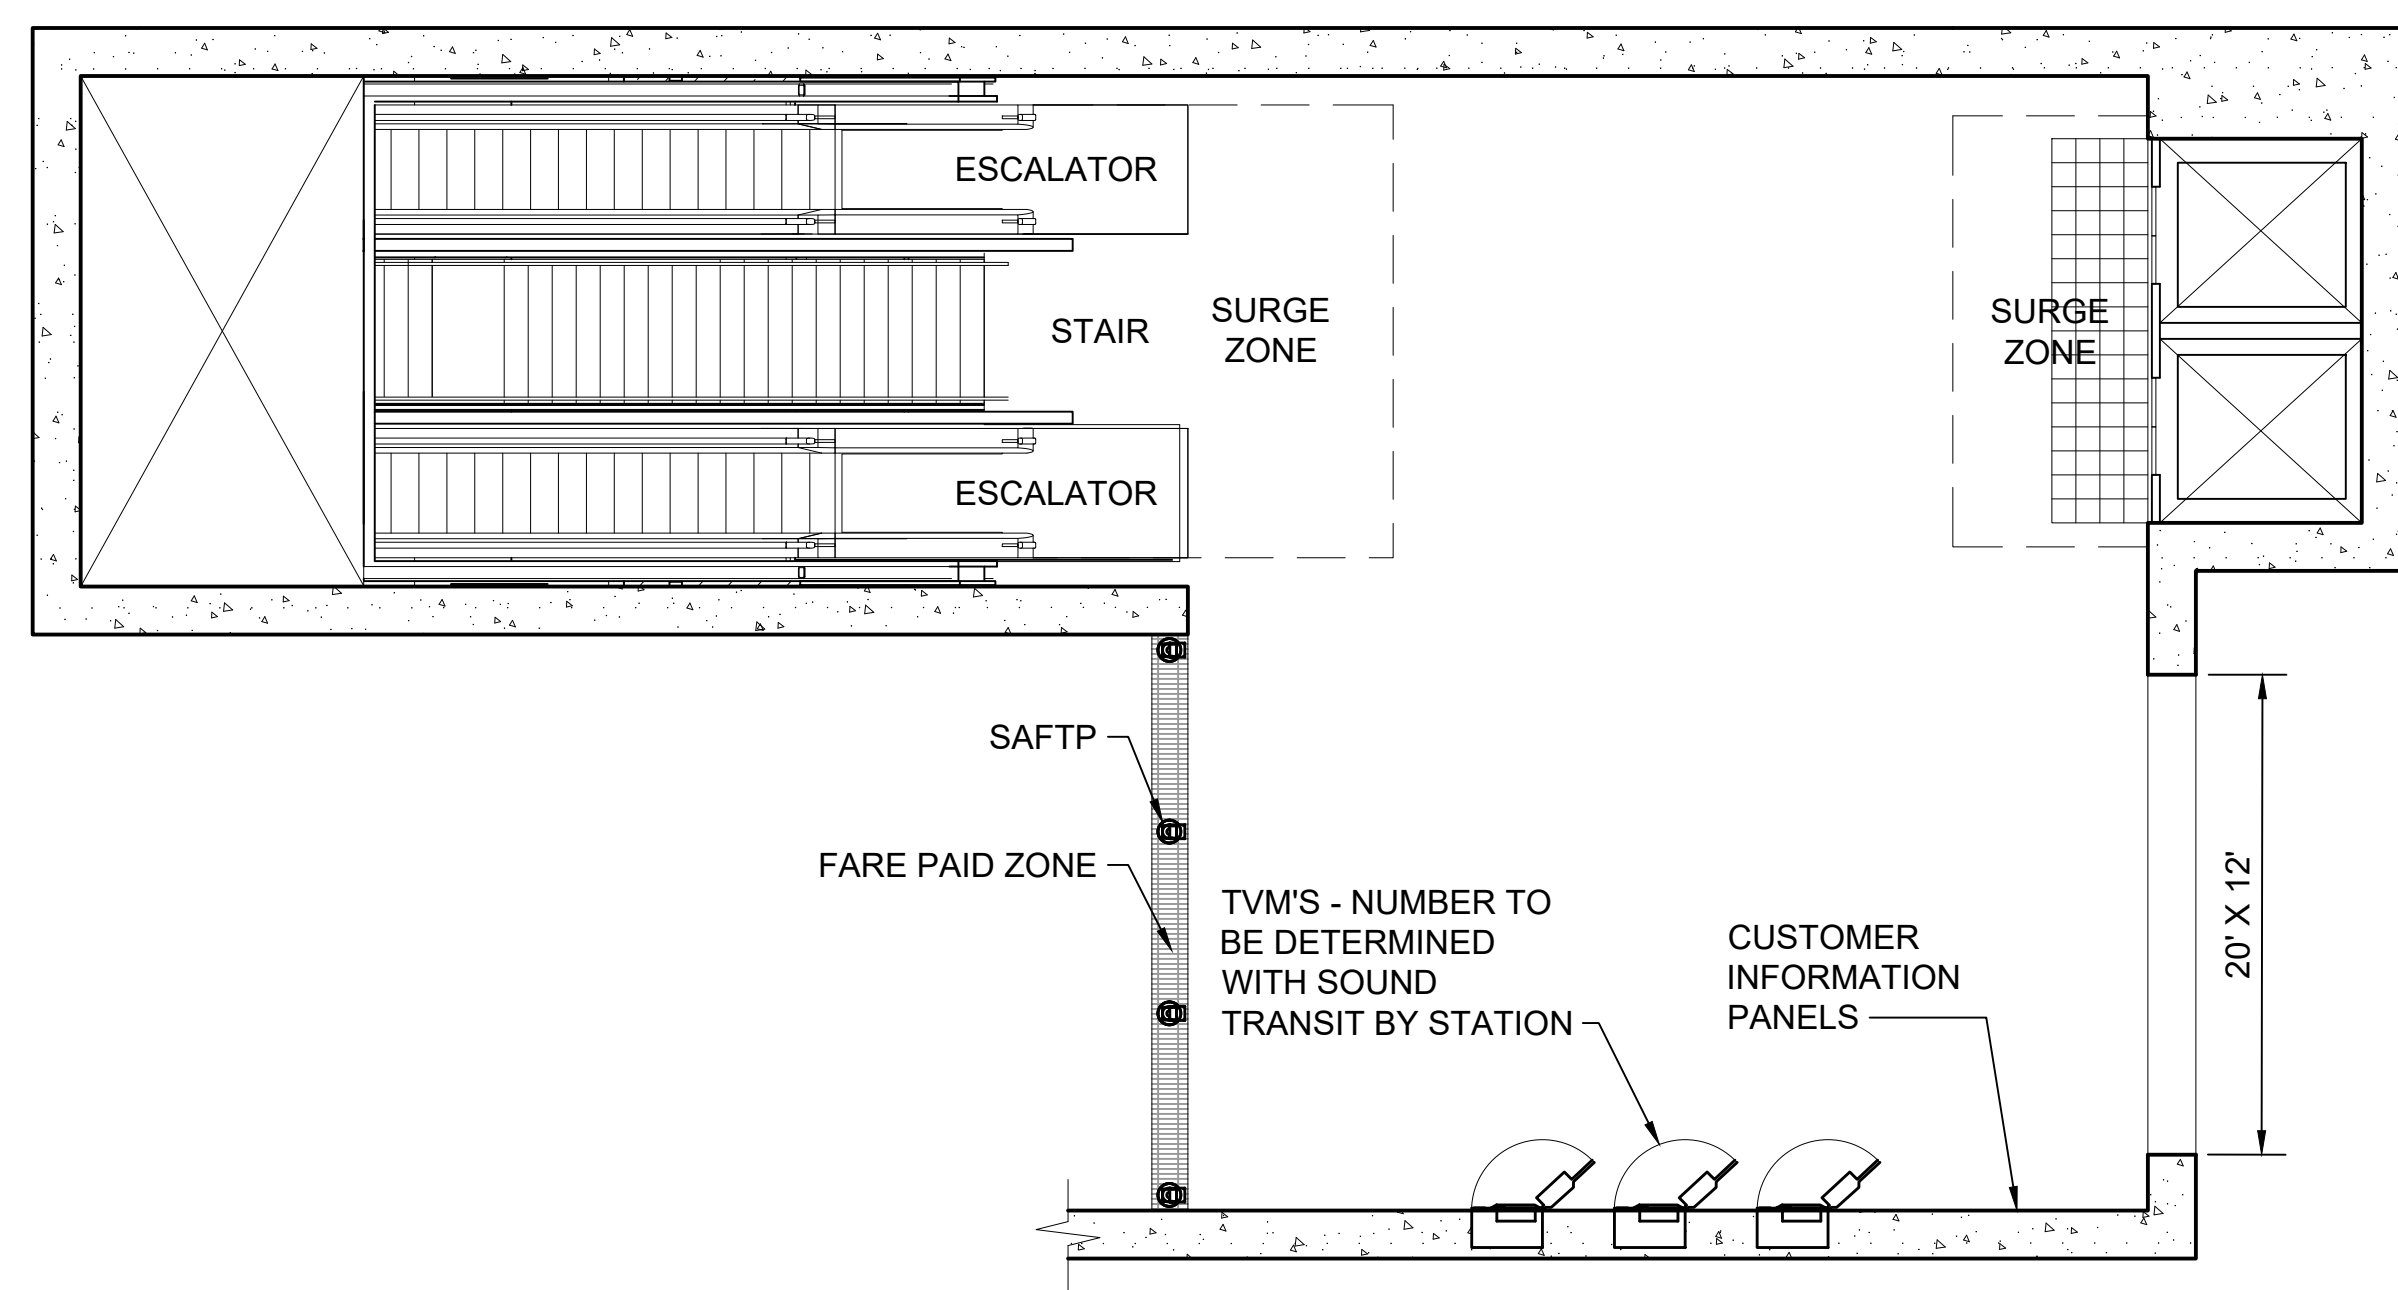 ESCALATOR
STAIR
SURGE
ZONE
SURGE
ZONE
ESCALATOR
SAFTP
FARE PAID ZONE
TVM'S - NUMBER TO
BE DETERMINED
WITH SOUND
TRANSIT BY STATION
CUSTOMER
INFORMATION
PANELS
20' X 12'